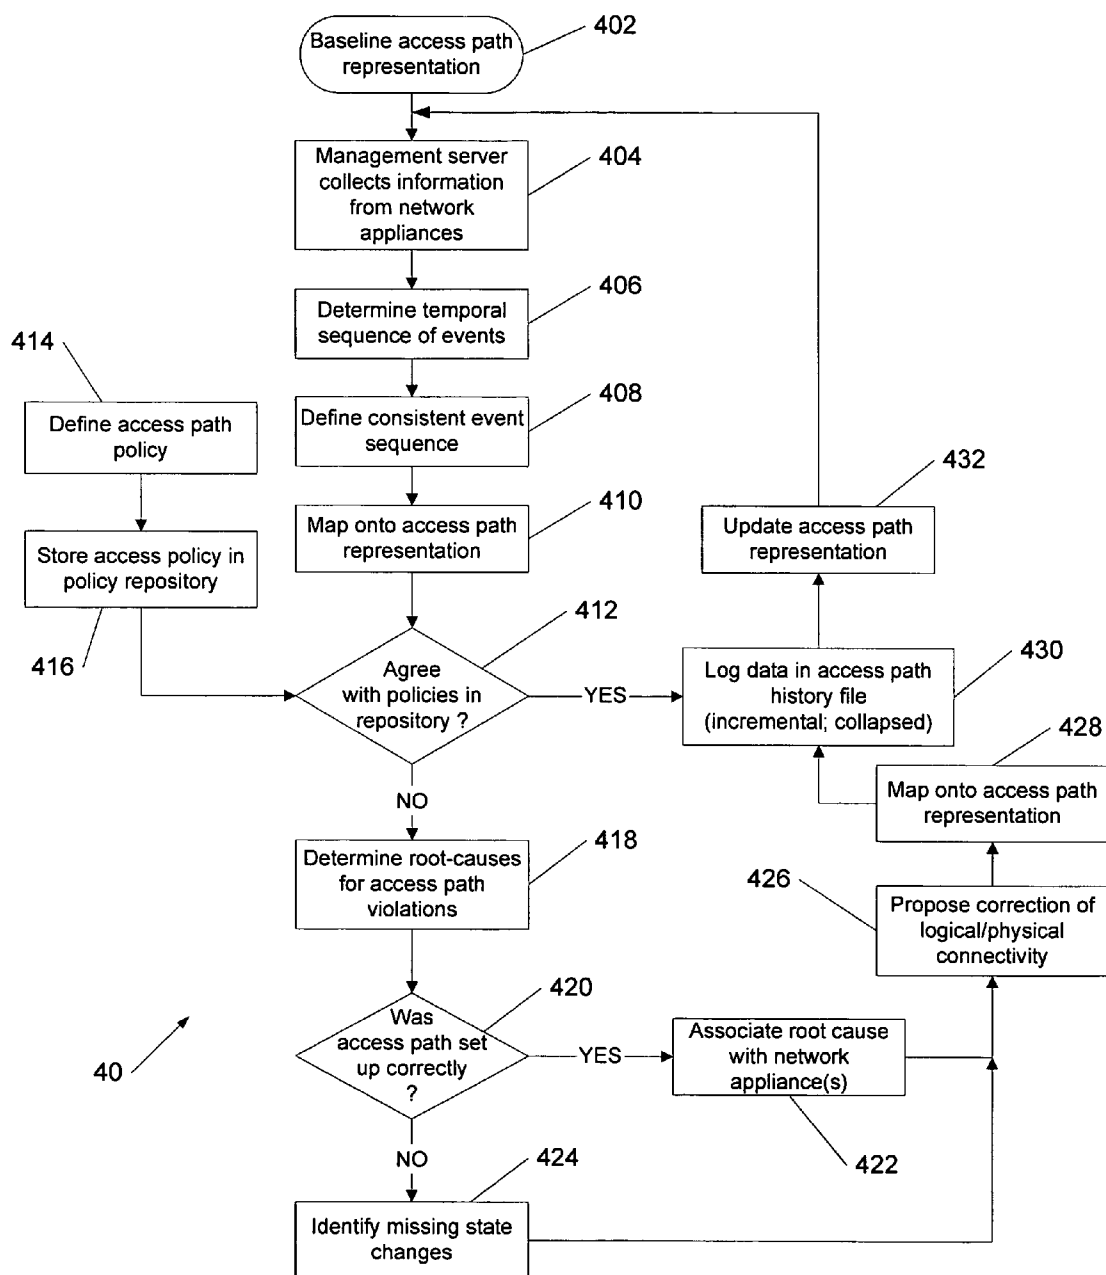 Baseline access path
representation
402
Management server
collects information
from network
appliances
404
Determine temporal
sequence of events
406
414
Define access path
policy
Define consistent event
sequence
408
432
Map onto access path
representation
410
Update access path
representation
Store access policy in
policy repository
416
412
Agree
with policies in
repository ?
YES
Log data in access path
history file
(incremental; collapsed)
430
428
Map onto access path
representation
NO
Determine root-causes
for access path
violations
418
426
Propose correction of
logical/physical
connectivity
420
Was
access path set
up correctly
?
YES
Associate root cause
with network
appliance(s)
422
40
NO
424
Identify missing state
changes